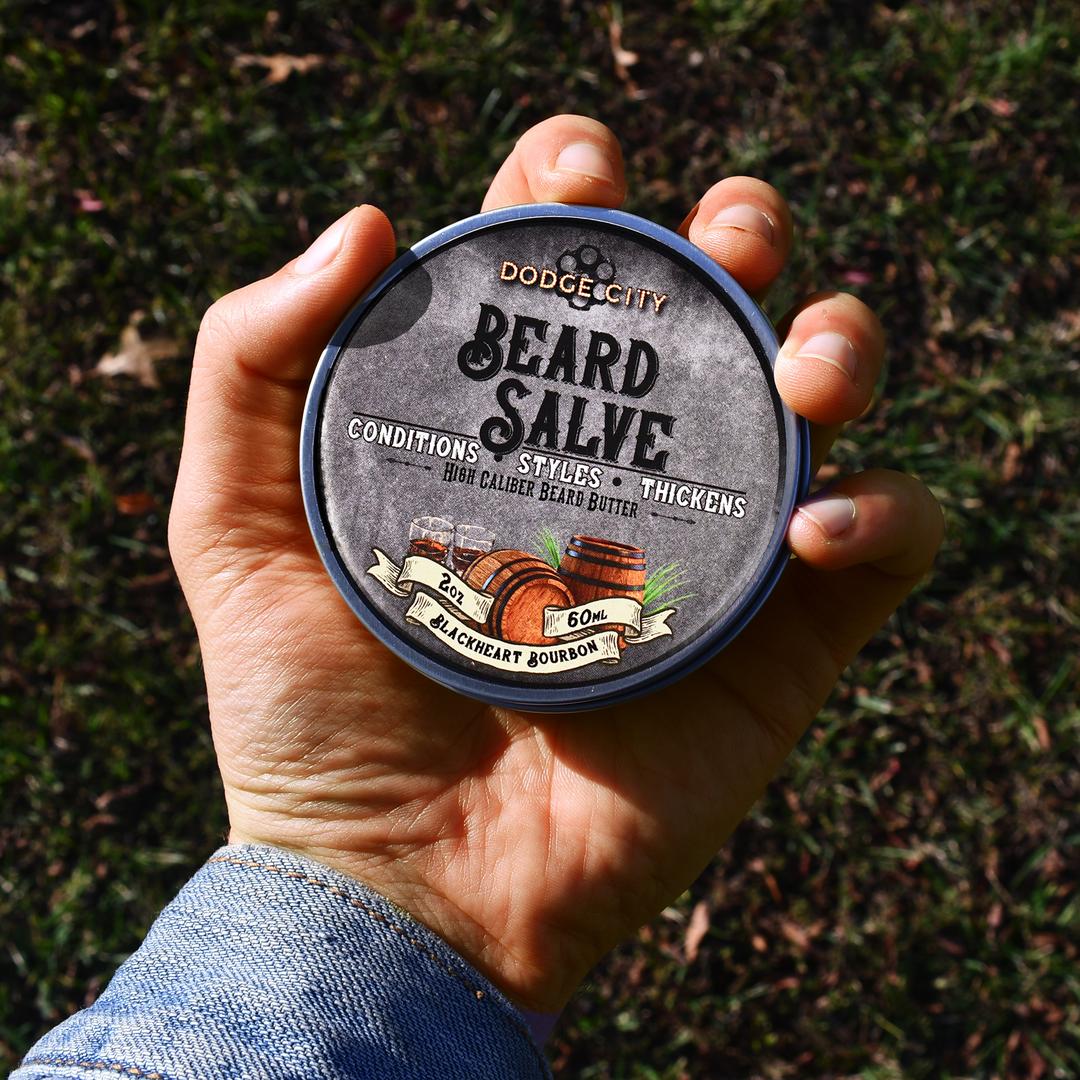 DODGE CITY
BEARD
SALVE
CONDITIONS • STYLES • THICKENS
HIGH CALIBER BEARD BUTTER
2oz 60ML
BLACKHEART BOURBON